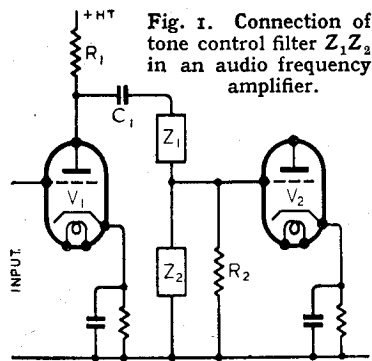 +HT
Fig. 1. Connection of
tone control filter Z1Z2
in an audio frequency
amplifier.
R1
C1
Z1
V1
V2
Z2
R2
INPUT.